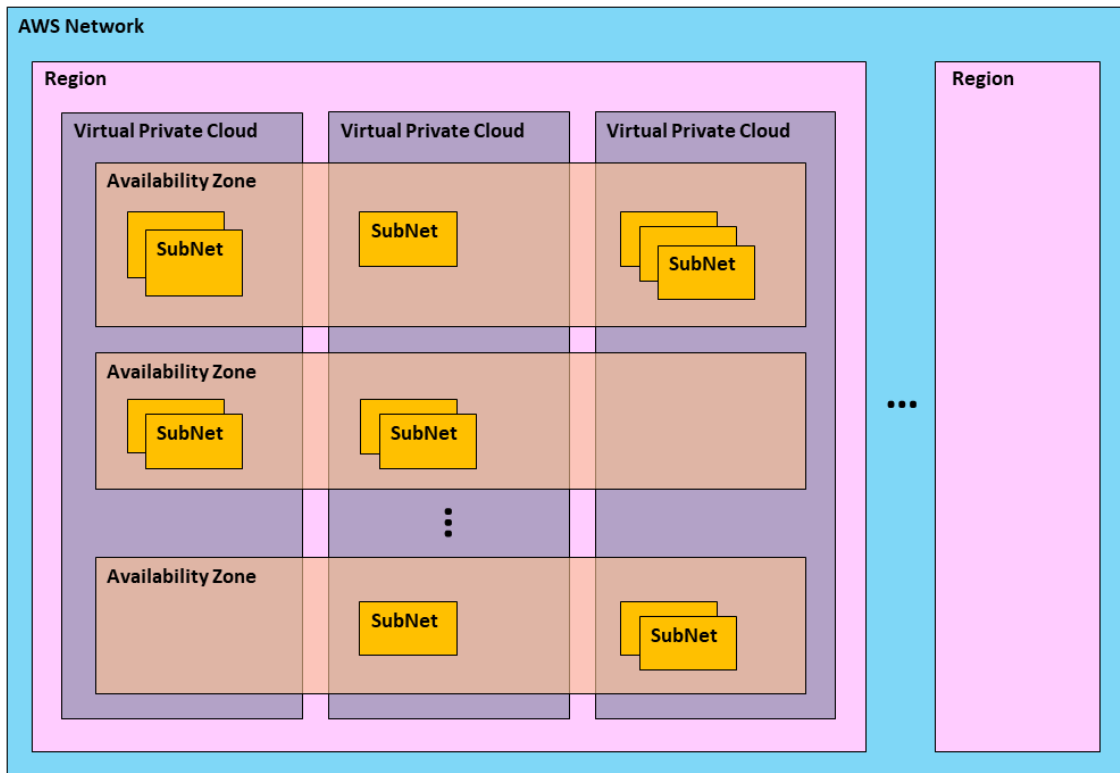 AWS Network
Region
Region
Virtual Private Cloud
Virtual Private Cloud
Virtual Private Cloud
Availability Zone
SubNet
SubNet
SubNet
Availability Zone
SubNet
SubNet
...
Availability Zone
SubNet
SubNet